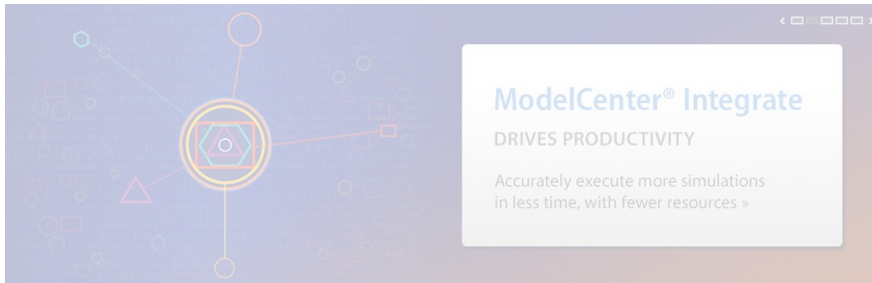 ModelCenter® Integrate
DRIVES PRODUCTIVITY
Accurately execute more simulations
in less time, with fewer resources »